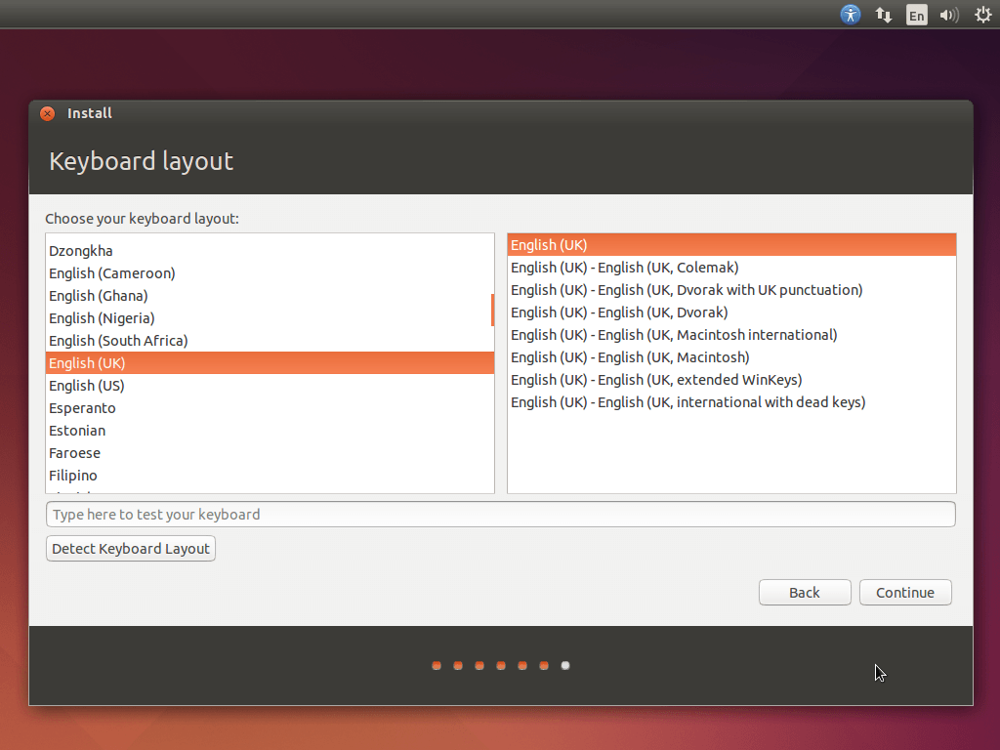 En
Install
Keyboard layout
Choose your keyboard layout:
Dzongkha
English (Cameroon)
English (Ghana)
English (Nigeria)
English (South Africa)
English (UK)
English (US)
Esperanto
Estonian
Faroese
Filipino
English (UK)
English (UK) - English (UK, Colemak)
English (UK) - English (UK, Dvorak with UK punctuation)
English (UK) - English (UK, Dvorak)
English (UK) - English (UK, Macintosh international)
English (UK) - English (UK, Macintosh)
English (UK) - English (UK, extended WinKeys)
English (UK) - English (UK, international with dead keys)
Type here to test your keyboard
Detect Keyboard Layout
Back
Continue